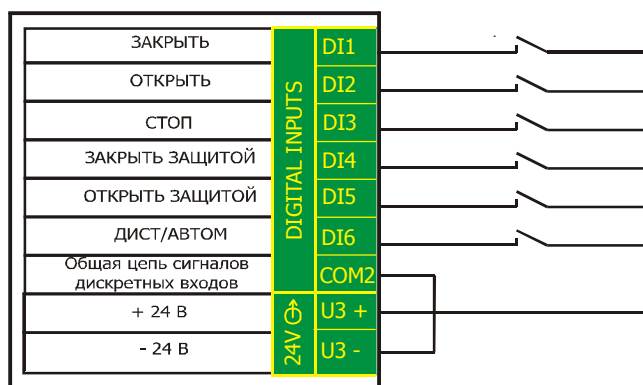 ЗАКРЫТЬ
DI1
ОТКРЫТЬ
DI2
СТОП
DI3
ЗАКРЫТЬ ЗАЩИТОЙ
DI4
ОТКРЫТЬ ЗАЩИТОЙ
DI5
ДИСТ/АВТОМ
DI6
Общая цепь сигналов
дискретных входов
COM2
+ 24 В
U3 +
- 24 В
U3 -
DIGITAL INPUTS
24V